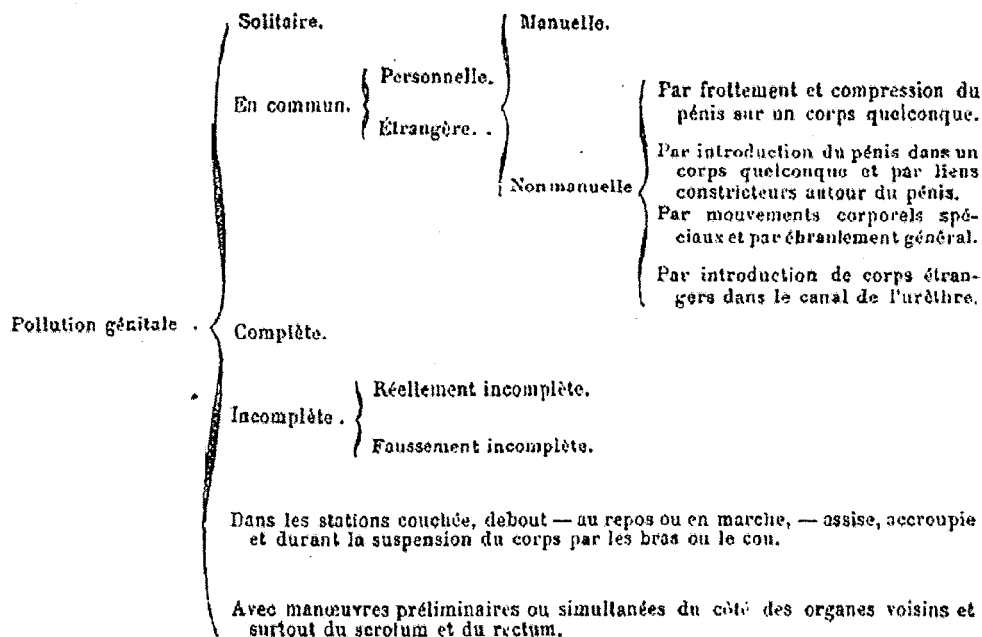 Solitaire.
Manuelle.
Personnelle.
En commun.
Étrangère. .
Par frottement et compression du
pénis sur un corps quelconque.
Par introduction du pénis dans un
corps quelconque et par liens
constricteurs autour du pénis.
Non manuelle
Par mouvements corporels spé-
ciaux et par ébranlement général.
Par introduction de corps étran-
gers dans le canal de l'urèthre.
Pollution génitale .
Complète.
Réellement incomplète.
Incomplète .
Faussement incomplète.
Dans les stations couchée, debout — au repos ou en marche, — assise, accroupie
et durant la suspension du corps par les bras ou le cou.
Avec manœuvres préliminaires ou simultanées du côté des organes voisins et
surtout du scrotum et du rectum.